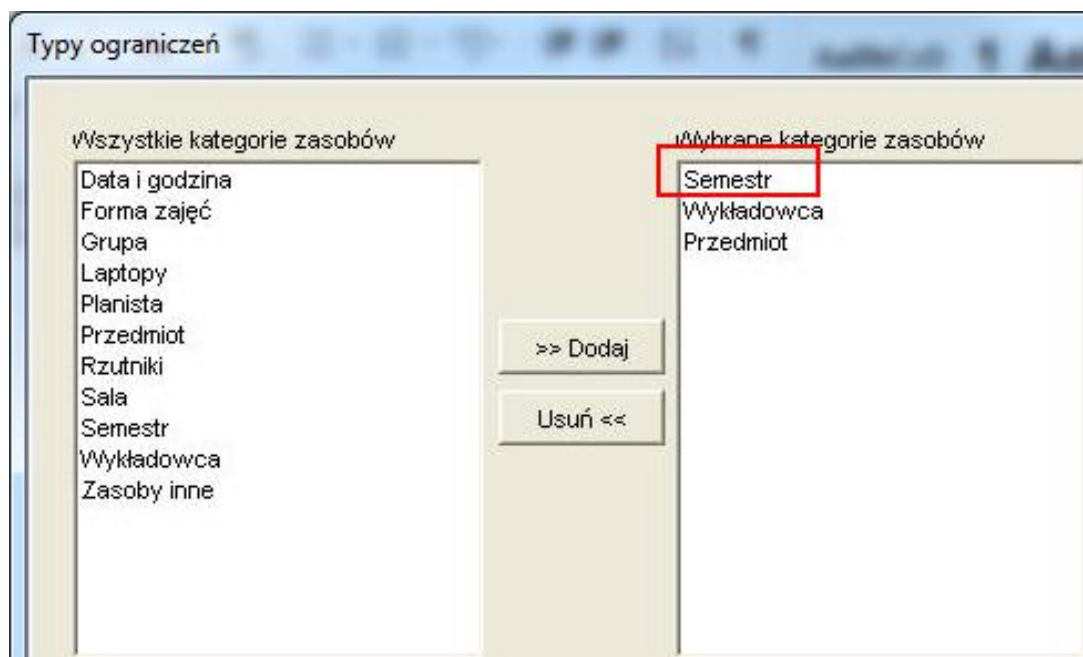 Typy ograniczeń
Wszystkie kategorie zasobów
Data i godzina
Forma zajęć
Grupa
Laptopy
Planista
Przedmiot
Rzutniki
Sala
Semestr
Wykładowca
Zasoby inne
>> Dodaj
Usuń <<
Wybrane kategorie zasobów
Semestr
Wykładowca
Przedmiot